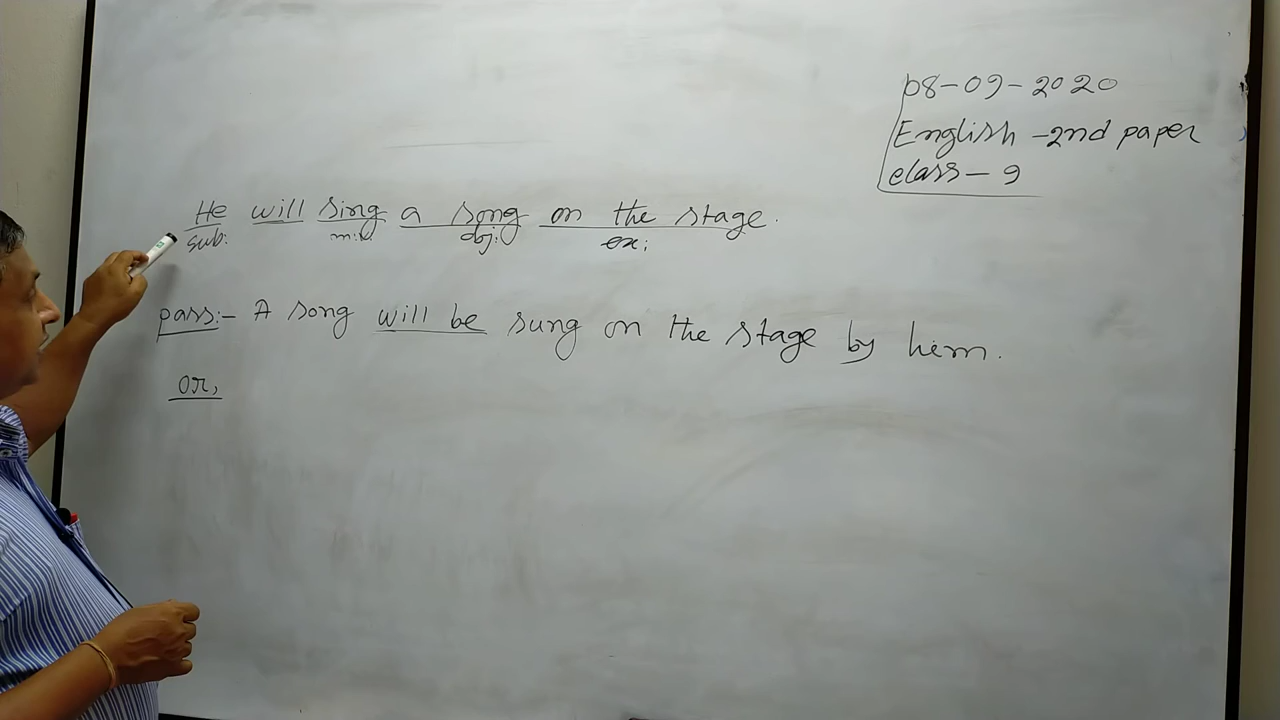 08-09-2020
English-2nd paper
class-9
He will sing a song on the stage.
sub: m.v. obj: ex:
pass:- A song will be sung on the stage by him.
or,